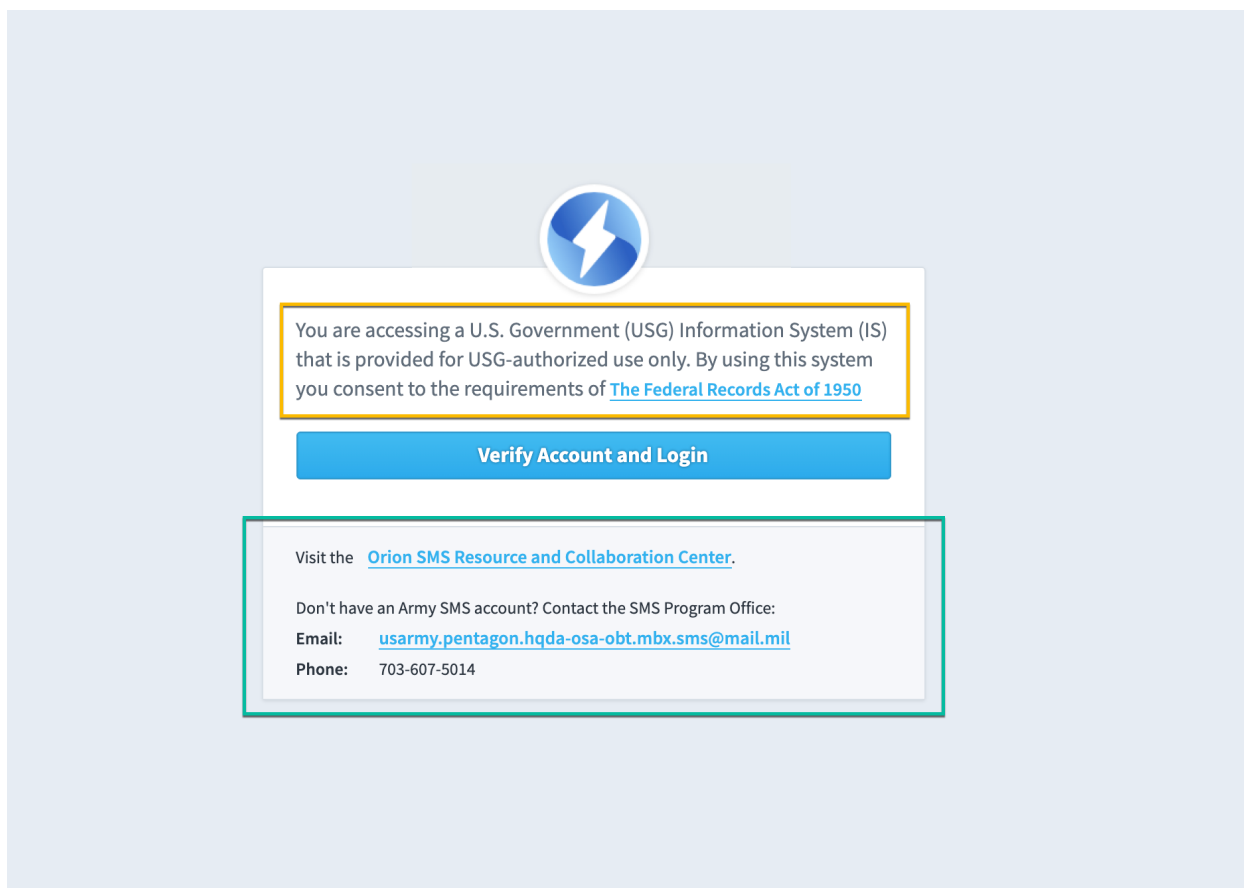 You are accessing a U.S. Government (USG) Information System (IS)
that is provided for USG-authorized use only. By using this system
you consent to the requirements of The Federal Records Act of 1950
Verify Account and Login
Visit the Orion SMS Resource and Collaboration Center.
Don't have an Army SMS account? Contact the SMS Program Office:
Email: usarmy.pentagon.hqda-osa-obt.mbx.sms@mail.mil
Phone: 703-607-5014